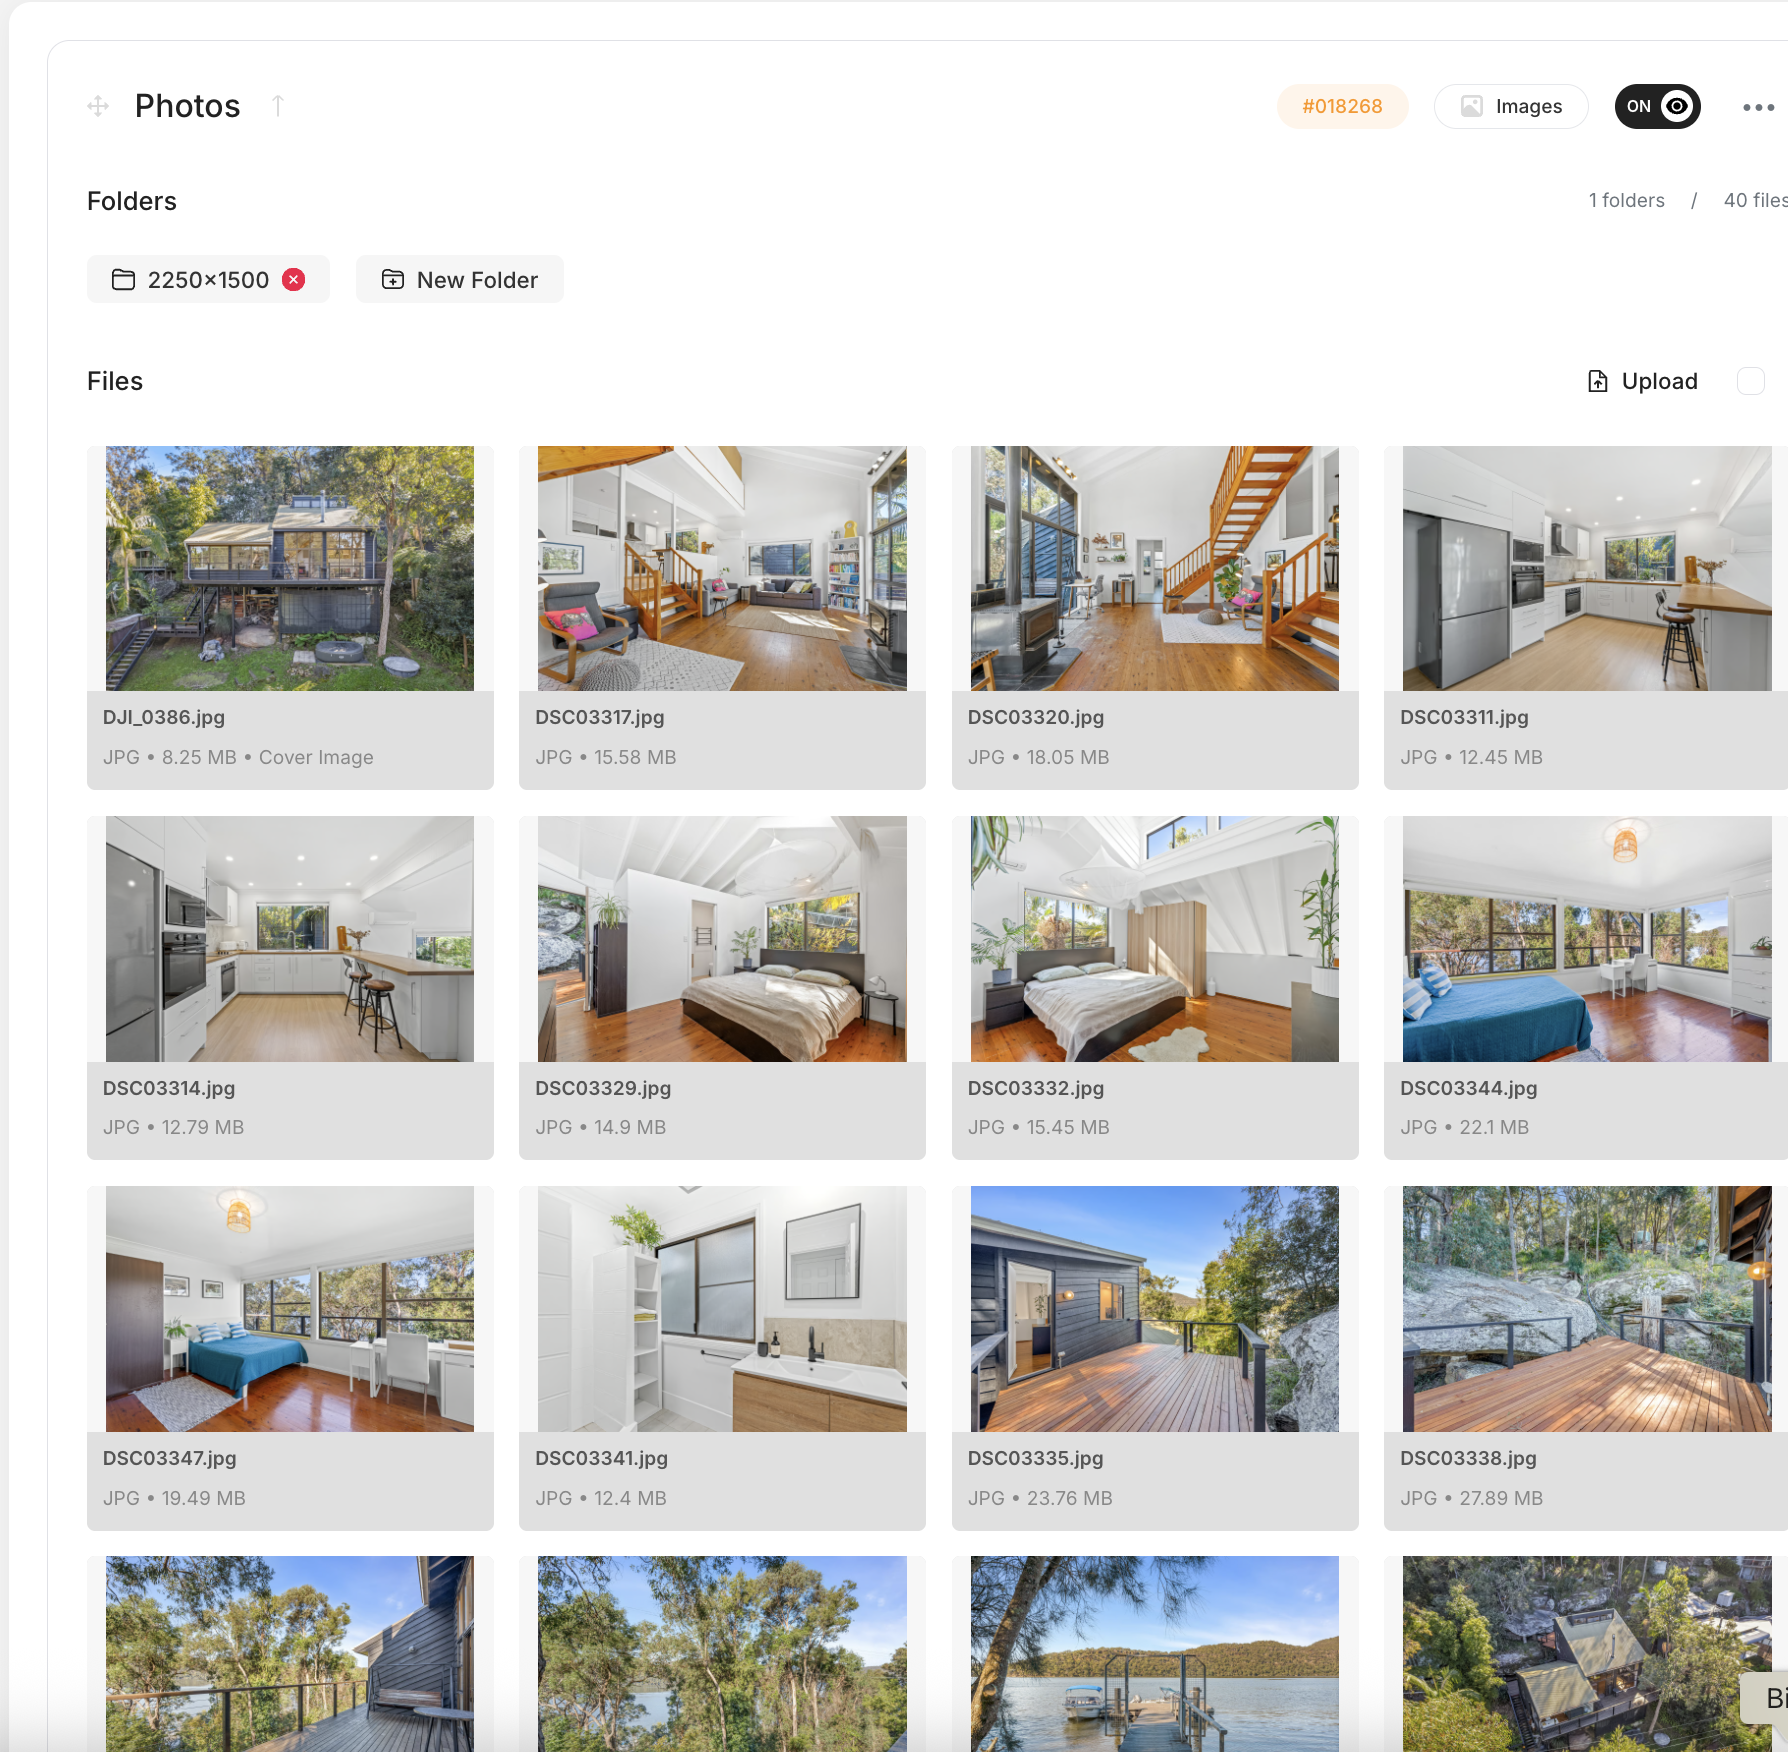 Photos ↑ #018268 Images ON
Folders 1 folders / 40 files
2250×1500 New Folder
Files Upload
DJI_0386.jpg DSC03317.jpg DSC03320.jpg DSC03311.jpg
JPG • 8.25 MB • Cover Image JPG • 15.58 MB JPG • 18.05 MB JPG • 12.45 MB
DSC03314.jpg DSC03329.jpg DSC03332.jpg DSC03344.jpg
JPG • 12.79 MB JPG • 14.9 MB JPG • 15.45 MB JPG • 22.1 MB
DSC03347.jpg DSC03341.jpg DSC03335.jpg DSC03338.jpg
JPG • 19.49 MB JPG • 12.4 MB JPG • 23.76 MB JPG • 27.89 MB